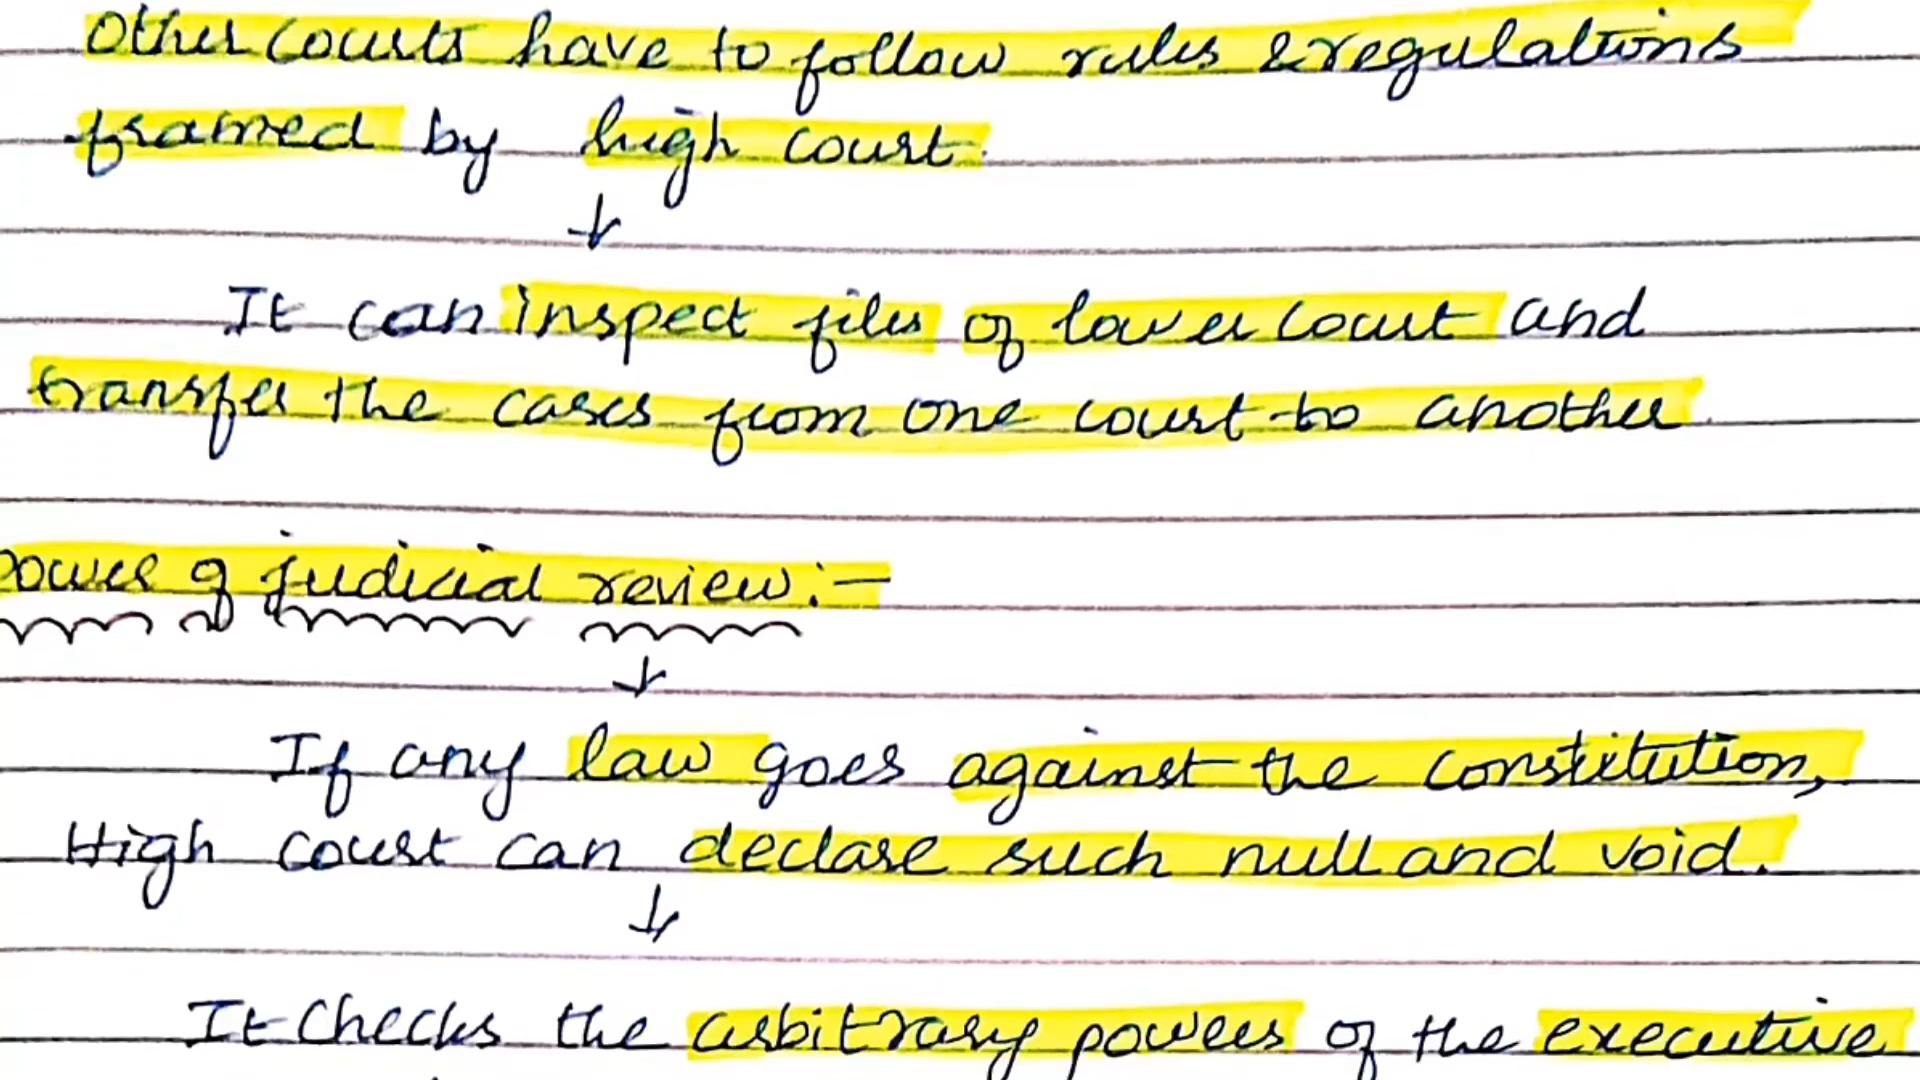 Other courts have to follow rules & regulations
framed by high court.
↓
It can inspect files of lower court and
transfer the cases from one court to another.
power of judicial review:-
↓
If any law goes against the constitution,
High court can declare such null and void.
↓
It checks the arbitrary powers of the executive